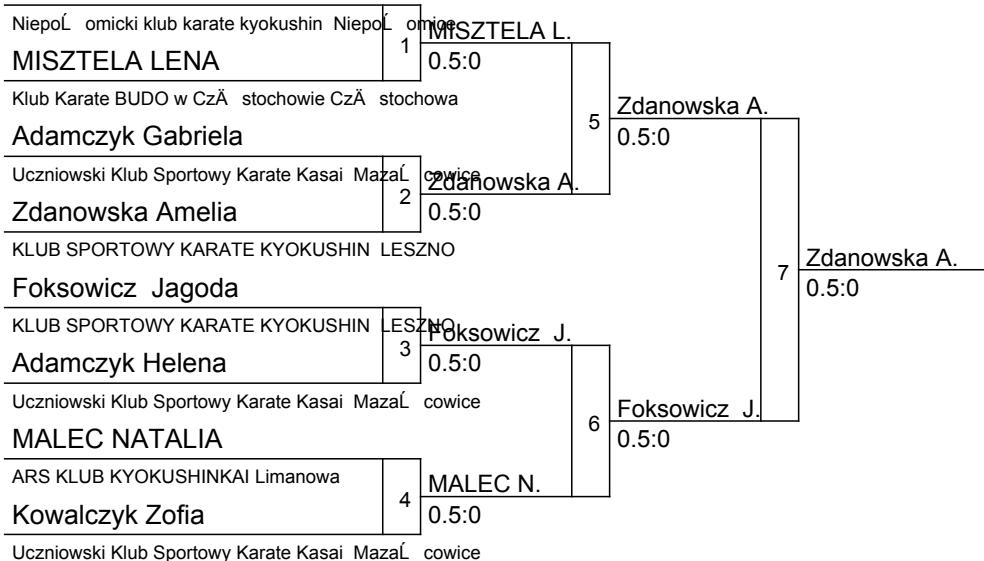 NiepoĹ omicki klub karate kyokushin NiepoĹ omice
MISZTELA LENA
1
MISZTELA L.
0.5:0
Klub Karate BUDO w CzÄ stochowie CzÄ stochowa
Adamczyk Gabriela
5
Zdanowska A.
0.5:0
Uczniowski Klub Sportowy Karate Kasai MazaĹ cowice
Zdanowska Amelia
2
Zdanowska A.
0.5:0
KLUB SPORTOWY KARATE KYOKUSHIN LESZNO
Foksowicz Jagoda
7
Zdanowska A.
0.5:0
KLUB SPORTOWY KARATE KYOKUSHIN LESZNO
Adamczyk Helena
3
Foksowicz J.
0.5:0
Uczniowski Klub Sportowy Karate Kasai MazaĹ cowice
MALEC NATALIA
6
Foksowicz J.
0.5:0
ARS KLUB KYOKUSHINKAI Limanowa
Kowalczyk Zofia
4
MALEC N.
0.5:0
Uczniowski Klub Sportowy Karate Kasai MazaĹ cowice